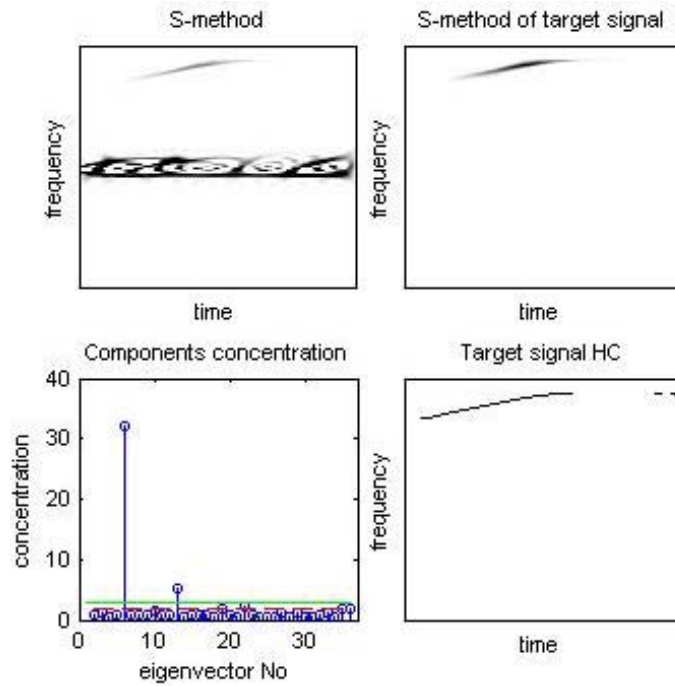 S-method
S-method of target signal
frequency
frequency
time
time
Components concentration
Target signal HC
40
30
20
10
0
concentration
frequency
0 10 20 30
eigenvector No
time